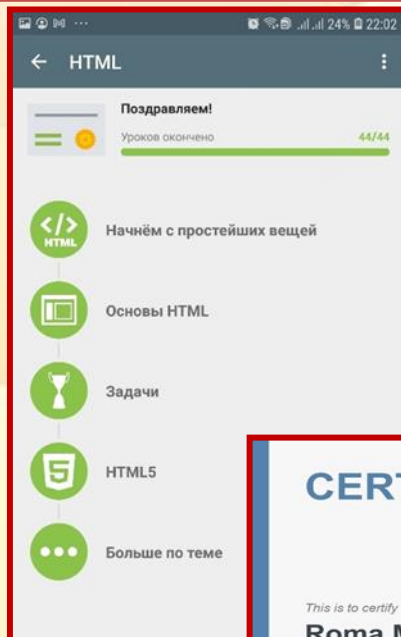 24% 22:02
HTML
Поздравляем!
Уроков окончено 44/44
</>
HTML
Начнём с простейших вещей
Основы HTML
Задачи
5
HTML5
Больше по теме
CERT
This is to certify
Roma M